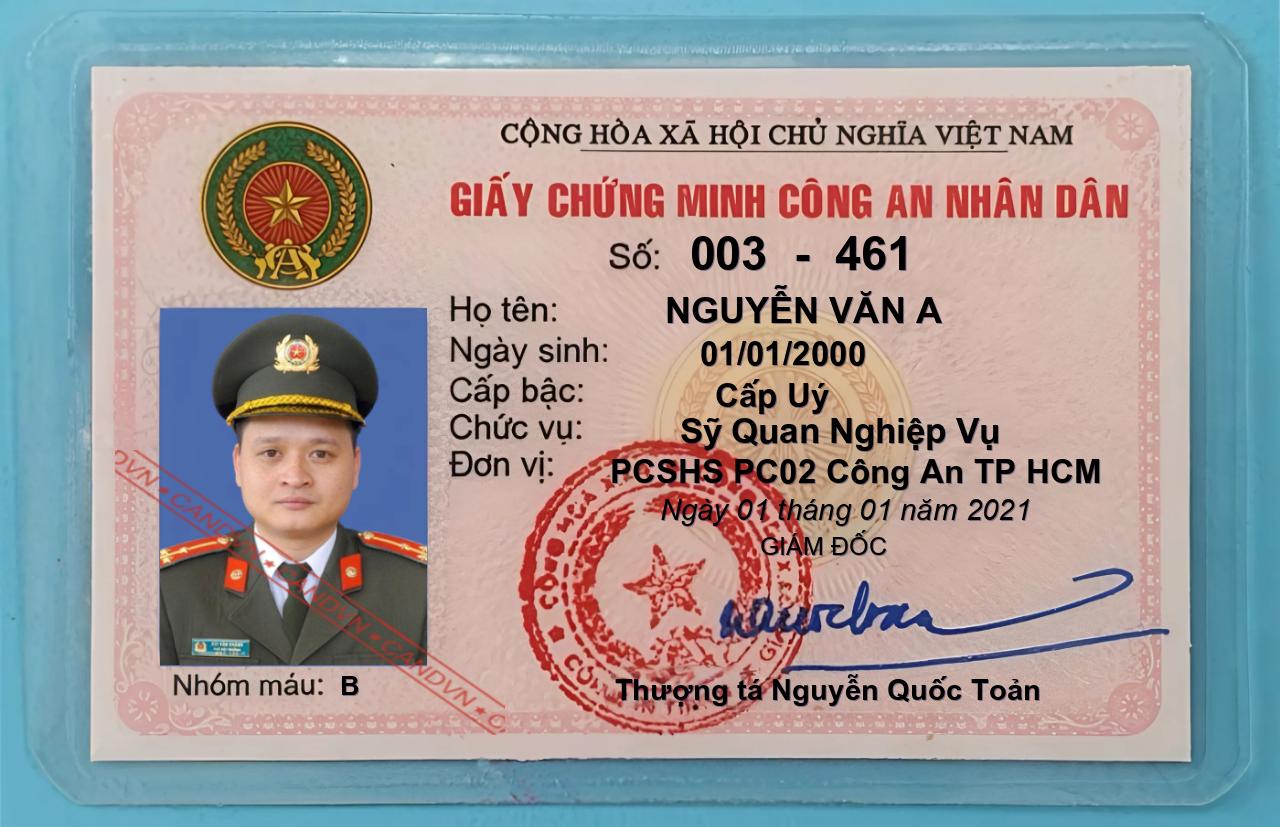 CỘNG HÒA XÃ HỘI CHỦ NGHĨA VIỆT NAM
GIẤY CHỨNG MINH CÔNG AN NHÂN DÂN
Số: 003 - 461
Họ tên: NGUYỄN VĂN A
Ngày sinh: 01/01/2000
Cấp bậc: Cấp Uý
Chức vụ: Sỹ Quan Nghiệp Vụ
Đơn vị: PCSHS PC02 Công An TP HCM
Ngày 01 tháng 01 năm 2021
GIÁM ĐỐC
Thượng tá Nguyễn Quốc Toản
Nhóm máu: B
CANDVN